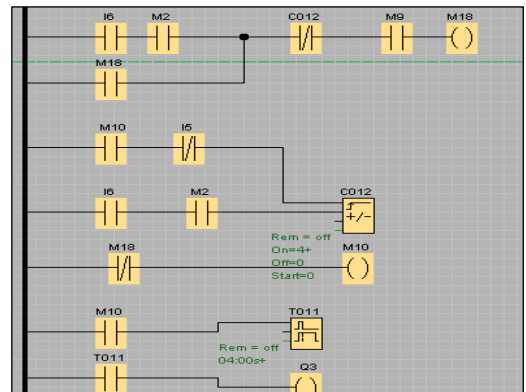 I6 M2 C012 M9 M18
M18
M10 I5
C012
I6 M2
+/-
Rem = off
On=4+
Off=0
Start=0
M18 M10
M10 T011
Rem = off
04:00s+
T011 Q3